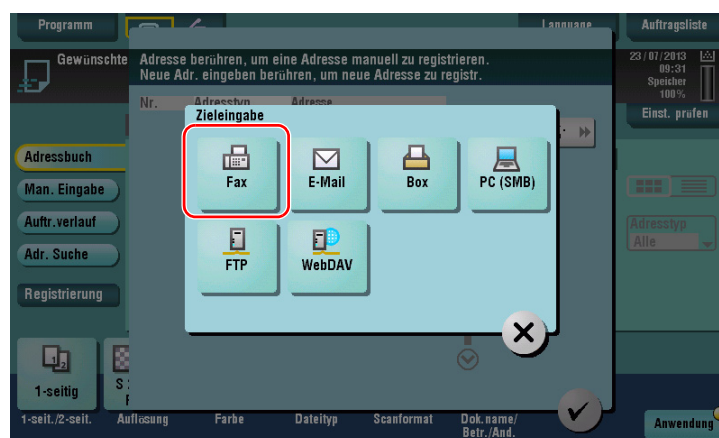 Programm
Language
Auftragsliste
Gewünschte
Adresse berühren, um eine Adresse manuell zu registrieren.
Neue Adr. eingeben berühren, um neue Adresse zu registr.
23/07/2013
09:31
Speicher
100%
Einst. prüfen
Nr. Adresstyp Adresse
Zieleingabe
Fax
E-Mail
Box
PC (SMB)
FTP
WebDAV
Adressbuch
Man. Eingabe
Auftr.verlauf
Adr. Suche
Registrierung
Adresstyp
Alle
1-seitig
1-seit./2-seit.
Auflösung
Farbe
Dateityp
Scanformat
Dok.name/
Betr./And.
Anwendung